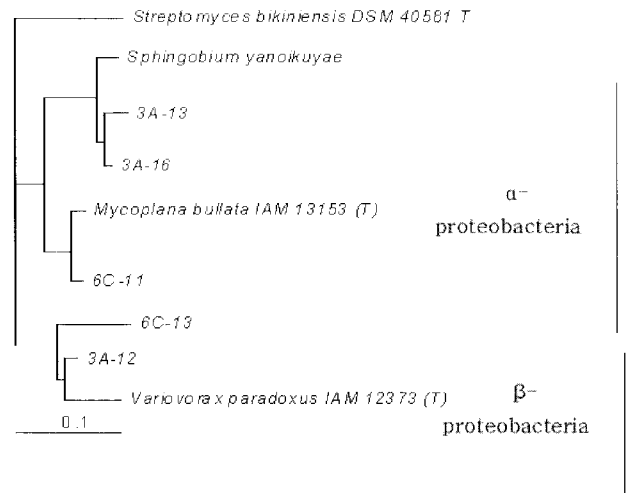 Streptomyces bikiniensis DSM 40581 T
Sphingobium yanoikuyae
3A-13
3A-16
Mycoplana bullata IAM 13153 (T)
α-
proteobacteria
6C-11
6C-13
3A-12
Variovorax paradoxus IAM 12373 (T)
β-
proteobacteria
0.1